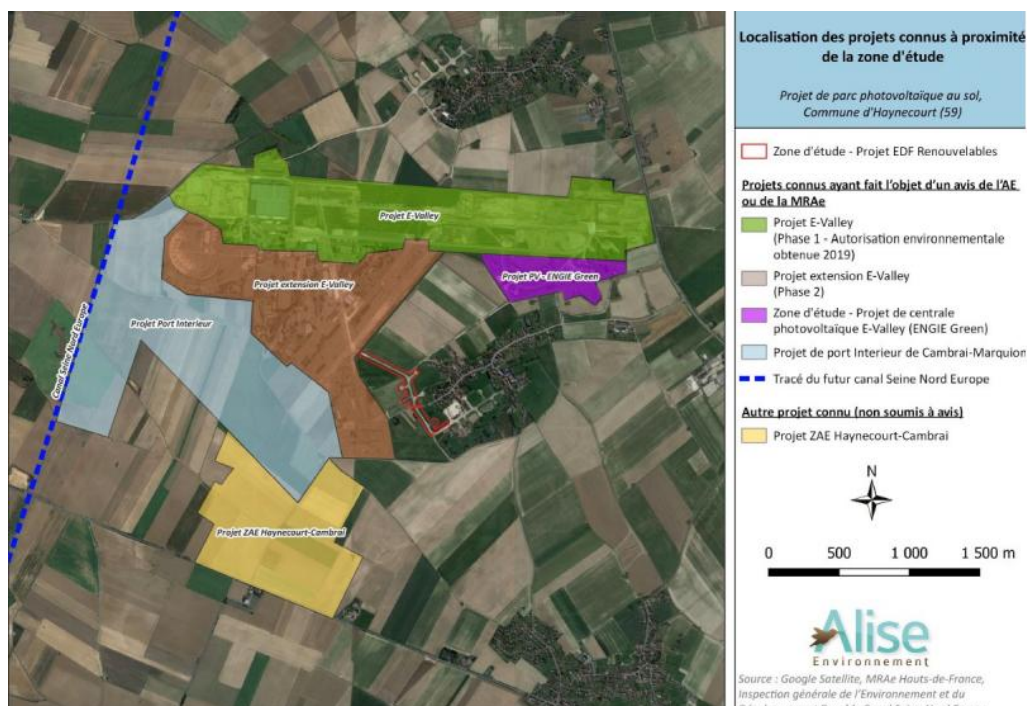 Localisation des projets connus à proximité
de la zone d'étude
Projet de parc photovoltaïque au sol,
Commune d'Haynecourt (59)
Zone d'étude - Projet EDF Renouvelables
Projets connus ayant fait l'objet d'un avis de l'AE
ou de la MRAe
Projet E-Valley
(Phase 1 - Autorisation environnementale
obtenue 2019)
Projet extension E-Valley
(Phase 2)
Zone d'étude - Projet de centrale
photovoltaïque E-Valley (ENGIE Green)
Projet de port Interieur de Cambrai-Marquion
Tracé du futur canal Seine Nord Europe
Autre projet connu (non soumis à avis)
Projet ZAE Haynecourt-Cambrai
N
0 500 1 000 1 500 m
Alise
Environnement
Source : Google Satellite, MRAe Hauts-de-France,
Inspection générale de l'Environnement et du
Projet E-Valley
Projet PV - ENGIE Green
Projet extension E-Valley
Projet Port Interieur
Canal Seine Nord Europe
Projet ZAE Haynecourt-Cambrai